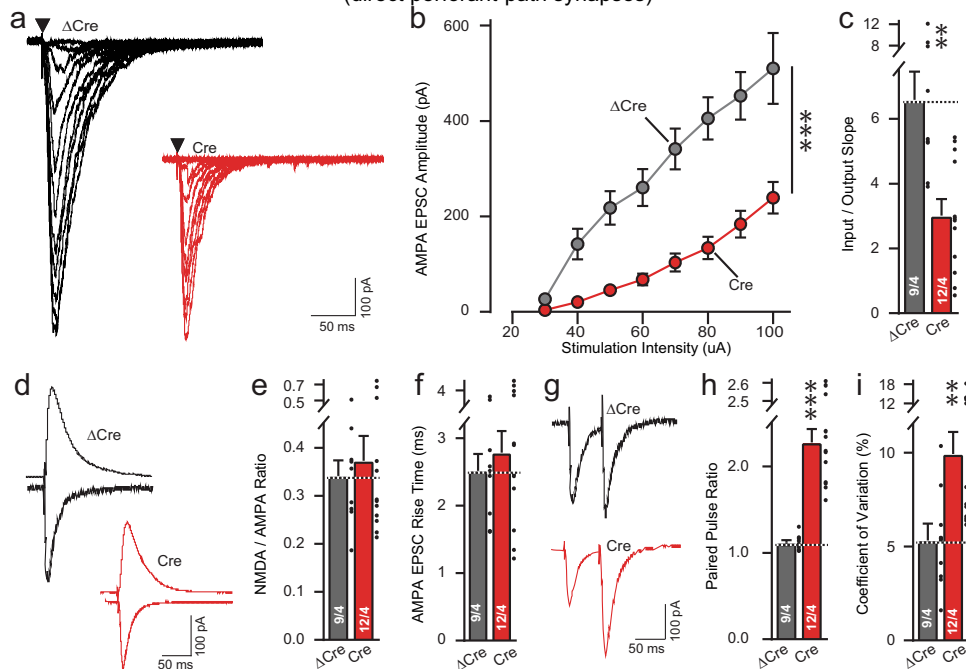 (direct perforant-path synapses)
a
ΔCre
Cre
100 pA
50 ms
b
AMPA EPSC Amplitude (pA)
600
400
200
0
ΔCre
Cre
***
20
40
60
80
100
Stimulation Intensity (uA)
c
Input / Output Slope
12
8
6
4
2
0
**
9/4
12/4
ΔCre
Cre
d
ΔCre
Cre
100 pA
50 ms
e
NMDA / AMPA Ratio
0.7
0.5
0.4
0.3
0.2
0.1
0.0
9/4
12/4
ΔCre
Cre
f
AMPA EPSC Rise Time (ms)
4
3
2
1
0
9/4
12/4
ΔCre
Cre
g
ΔCre
Cre
100 pA
50 ms
h
Paired Pulse Ratio
2.6
2.5
2.0
1.0
0.0
***
9/4
12/4
ΔCre
Cre
i
Coefficient of Variation (%)
18
14
10
5
0
**
9/4
12/4
ΔCre
Cre